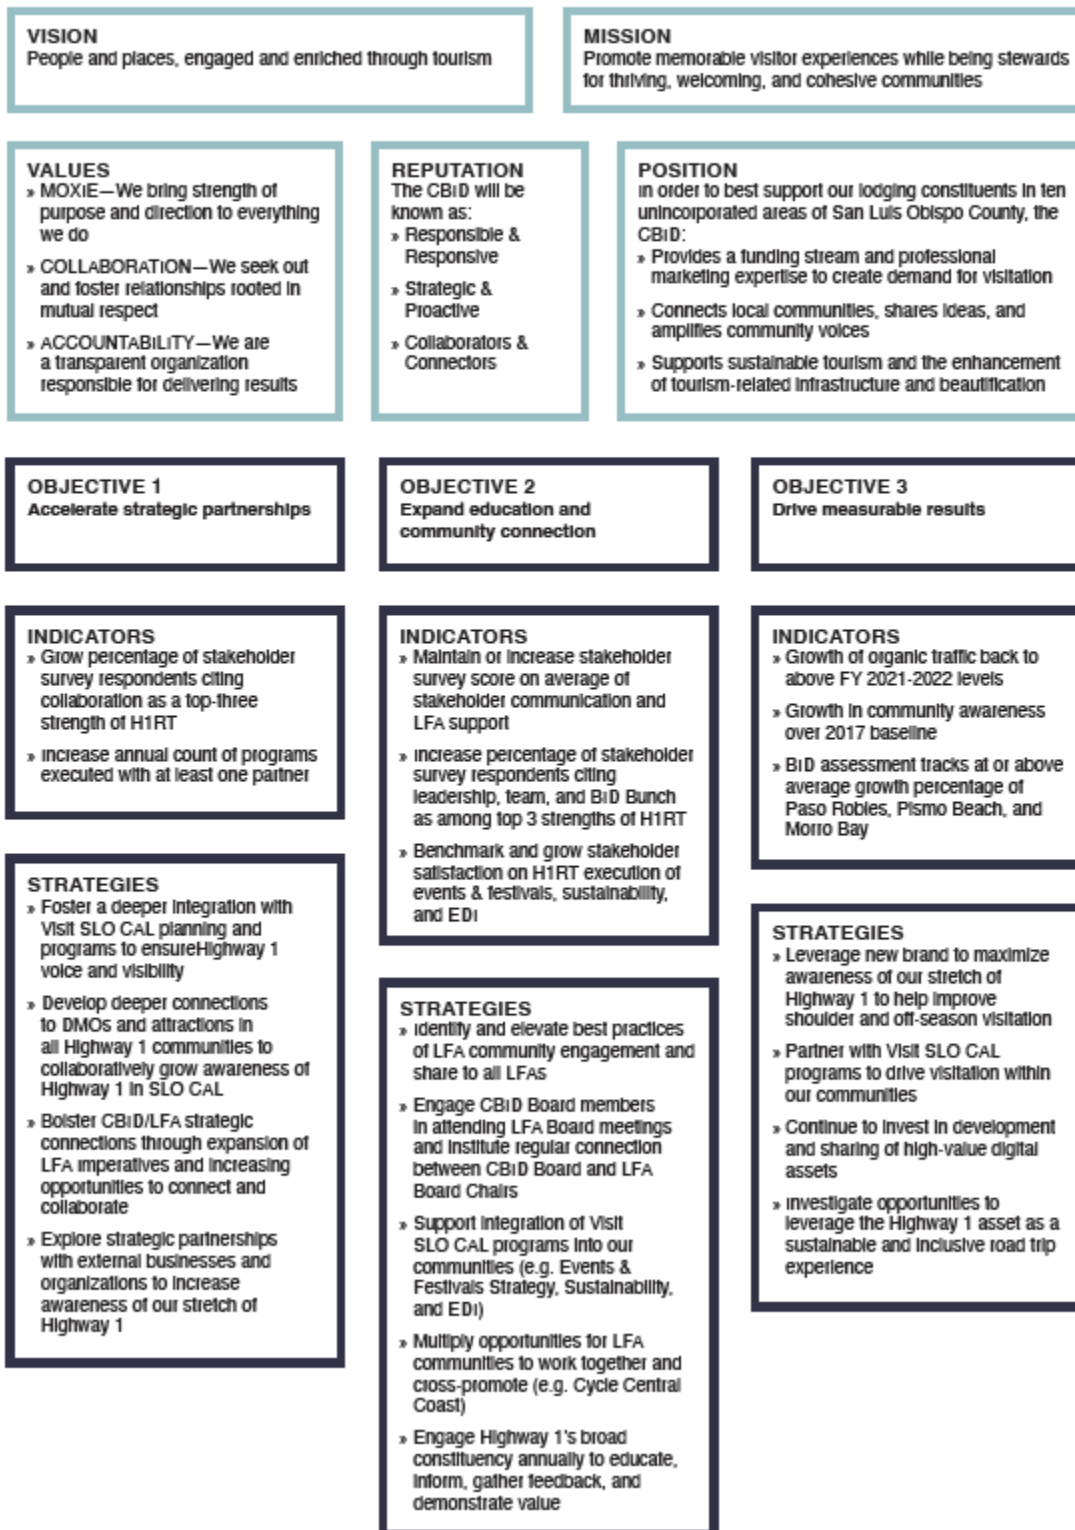 VISION
People and places, engaged and enriched through tourism
MISSION
Promote memorable visitor experiences while being stewards
for thriving, welcoming, and cohesive communities
VALUES
» MOXIE—We bring strength of
purpose and direction to everything
we do
» COLLABORATION—We seek out
and foster relationships rooted in
mutual respect
» ACCOUNTABILITY—We are
a transparent organization
responsible for delivering results
REPUTATION
The CBID will be
known as:
» Responsible &
Responsive
» Strategic &
Proactive
» Collaborators &
Connectors
POSITION
In order to best support our lodging constituents in ten
unincorporated areas of San Luis Obispo County, the
CBID:
» Provides a funding stream and professional
marketing expertise to create demand for visitation
» Connects local communities, shares ideas, and
amplifies community voices
» Supports sustainable tourism and the enhancement
of tourism-related infrastructure and beautification
OBJECTIVE 1
Accelerate strategic partnerships
INDICATORS
» Grow percentage of stakeholder
survey respondents citing
collaboration as a top-three
strength of H1RT
» Increase annual count of programs
executed with at least one partner
STRATEGIES
» Foster a deeper integration with
Visit SLO CAL planning and
programs to ensureHighway 1
voice and visibility
» Develop deeper connections
to DMOs and attractions in
all Highway 1 communities to
collaboratively grow awareness of
Highway 1 in SLO CAL
» Bolster CBID/LFA strategic
connections through expansion of
LFA imperatives and increasing
opportunities to connect and
collaborate
» Explore strategic partnerships
with external businesses and
organizations to increase
awareness of our stretch of
Highway 1
OBJECTIVE 2
Expand education and
community connection
INDICATORS
» Maintain or increase stakeholder
survey score on average of
stakeholder communication and
LFA support
» Increase percentage of stakeholder
survey respondents citing
leadership, team, and BID Bunch
as among top 3 strengths of H1RT
» Benchmark and grow stakeholder
satisfaction on H1RT execution of
events & festivals, sustainability,
and EDI
STRATEGIES
» Identify and elevate best practices
of LFA community engagement and
share to all LFAs
» Engage CBID Board members
in attending LFA Board meetings
and institute regular connection
between CBID Board and LFA
Board Chairs
» Support integration of Visit
SLO CAL programs into our
communities (e.g. Events &
Festivals Strategy, Sustainability,
and EDI)
» Multiply opportunities for LFA
communities to work together and
cross-promote (e.g. Cycle Central
Coast)
» Engage Highway 1's broad
constituency annually to educate,
inform, gather feedback, and
demonstrate value
OBJECTIVE 3
Drive measurable results
INDICATORS
» Growth of organic traffic back to
above FY 2021-2022 levels
» Growth in community awareness
over 2017 baseline
» BID assessment tracks at or above
average growth percentage of
Paso Robles, Pismo Beach, and
Morro Bay
STRATEGIES
» Leverage new brand to maximize
awareness of our stretch of
Highway 1 to help improve
shoulder and off-season visitation
» Partner with Visit SLO CAL
programs to drive visitation within
our communities
» Continue to invest in development
and sharing of high-value digital
assets
» Investigate opportunities to
leverage the Highway 1 asset as a
sustainable and inclusive road trip
experience